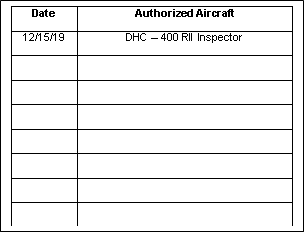 Date Authorized Aircraft
12/15/19 DHC – 400 RII Inspector